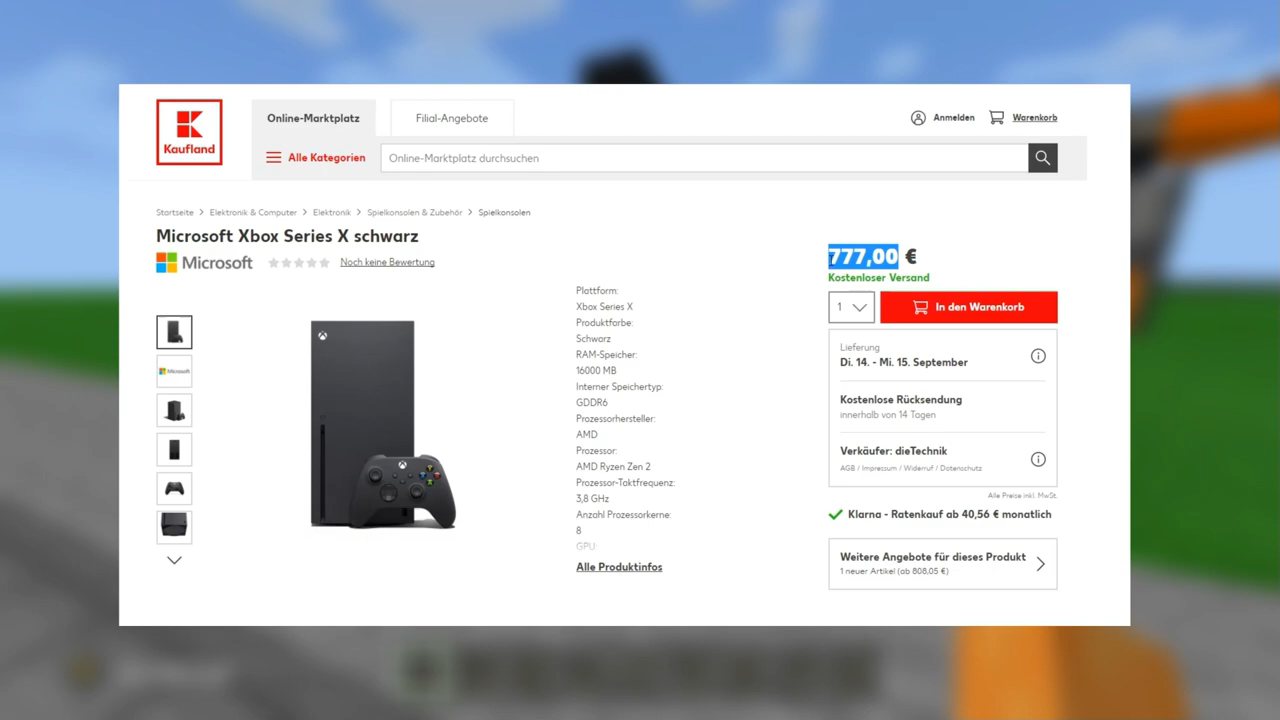 Kaufland
Online-Marktplatz
Filial-Angebote
Anmelden
Warenkorb
Alle Kategorien
Online-Marktplatz durchsuchen
Startseite > Elektronik & Computer > Elektronik > Spielkonsolen & Zubehör > Spielkonsolen
Microsoft Xbox Series X schwarz
Microsoft
Noch keine Bewertung
Microsoft
Plattform:
Xbox Series X
Produktfarbe:
Schwarz
RAM-Speicher:
16000 MB
Interner Speichertyp:
GDDR6
Prozessorhersteller:
AMD
Prozessor:
AMD Ryzen Zen 2
Prozessor-Taktfrequenz:
3,8 GHz
Anzahl Prozessorkerne:
8
GPU:
Alle Produktinfos
777,00 €
Kostenloser Versand
1
In den Warenkorb
Lieferung
Di. 14. - Mi. 15. September
Kostenlose Rücksendung
innerhalb von 14 Tagen
Verkäufer: dieTechnik
AGB / Impressum / Widerruf / Datenschutz
Alle Preise inkl. MwSt.
Klarna - Ratenkauf ab 40,56 € monatlich
Weitere Angebote für dieses Produkt
1 neuer Artikel (ab 808,05 €)